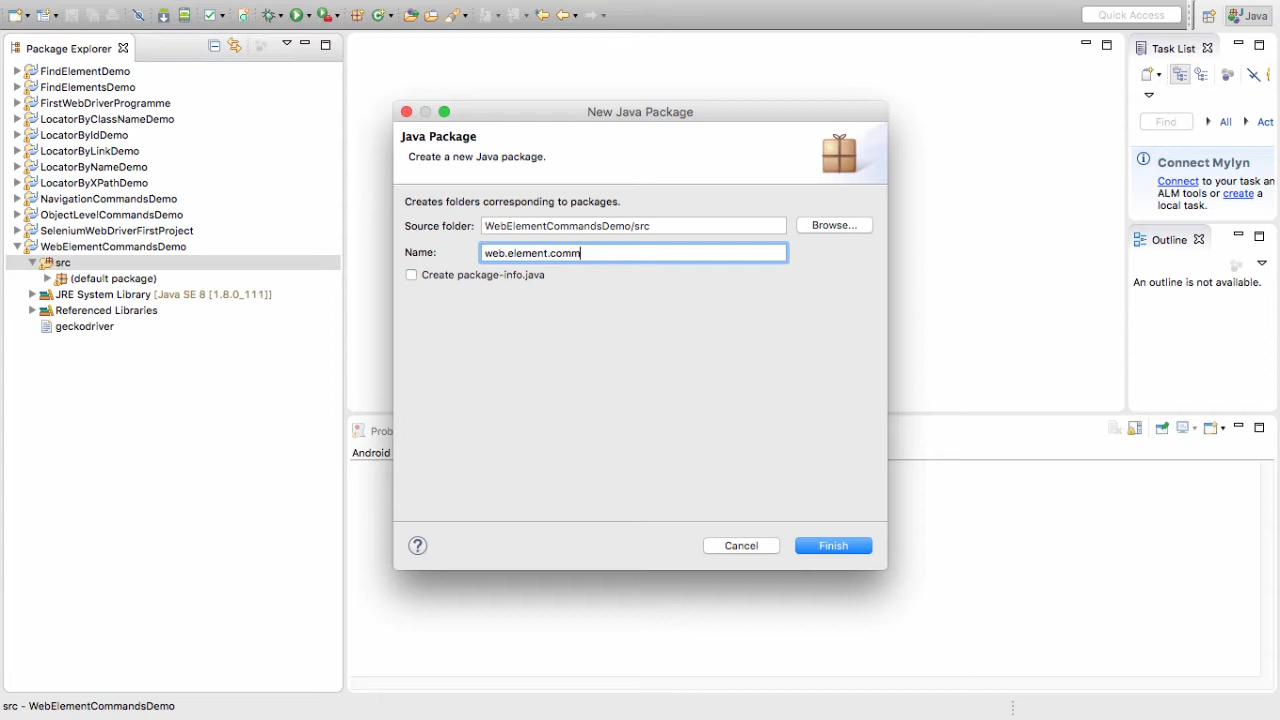 Quick Access
Java
Package Explorer
FindElementDemo
FindElementsDemo
FirstWebDriverProgramme
LocatorByClassNameDemo
LocatorByIdDemo
LocatorByLinkDemo
LocatorByNameDemo
LocatorByXPathDemo
NavigationCommandsDemo
ObjectLevelCommandsDemo
SeleniumWebDriverFirstProject
WebElementCommandsDemo
src
(default package)
JRE System Library [Java SE 8 [1.8.0_111]]
Referenced Libraries
geckodriver
New Java Package
Java Package
Create a new Java package.
Creates folders corresponding to packages.
Source folder: WebElementCommandsDemo/src Browse...
Name: web.element.comm
Create package-info.java
? Cancel Finish
Prob
Android
Task List
Find All Act
Connect Mylyn
Connect to your task an
ALM tools or create a
local task.
Outline
An outline is not available.
src - WebElementCommandsDemo